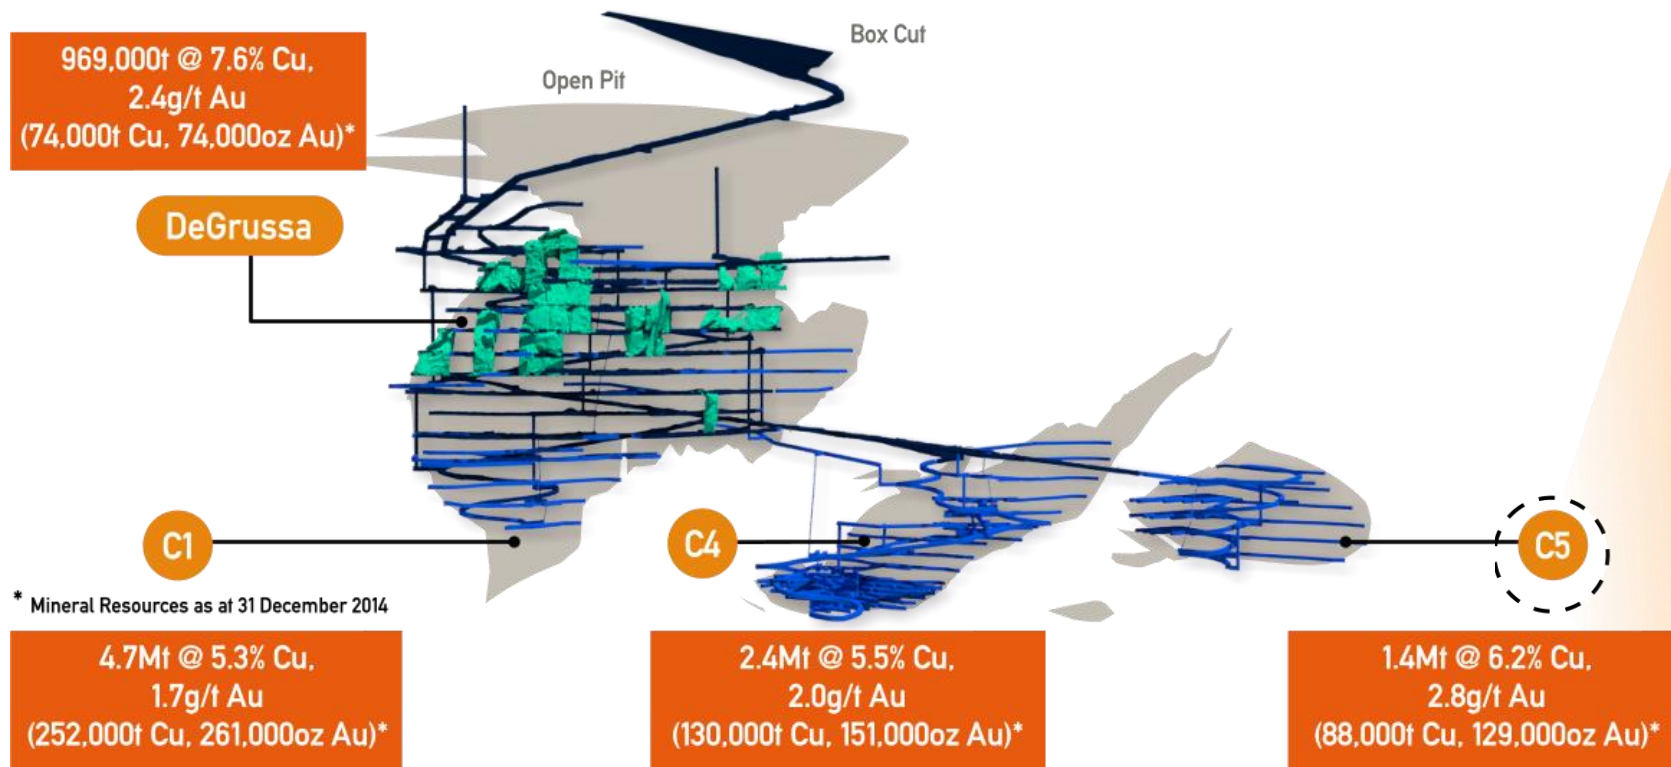 Box Cut
969,000t @ 7.6% Cu,
2.4g/t Au
(74,000t Cu, 74,000oz Au)*
Open Pit
DeGrussa
C1
C4
C5
* Mineral Resources as at 31 December 2014
4.7Mt @ 5.3% Cu,
1.7g/t Au
(252,000t Cu, 261,000oz Au)*
2.4Mt @ 5.5% Cu,
2.0g/t Au
(130,000t Cu, 151,000oz Au)*
1.4Mt @ 6.2% Cu,
2.8g/t Au
(88,000t Cu, 129,000oz Au)*